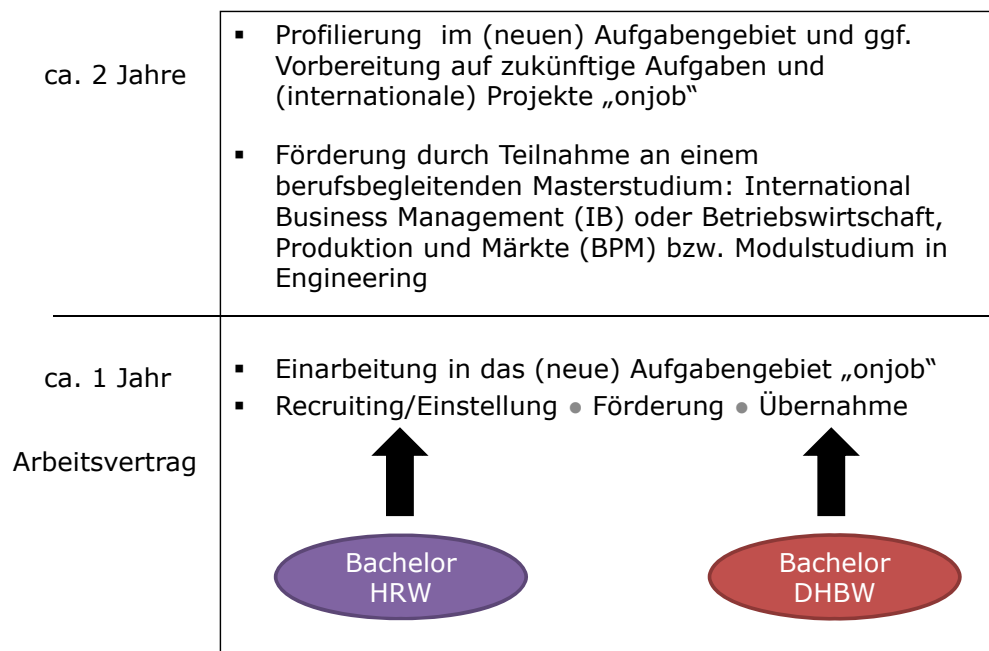 ca. 2 Jahre
▪ Profilierung  im (neuen) Aufgabengebiet und ggf.
Vorbereitung auf zukünftige Aufgaben und
(internationale) Projekte „onjob“
▪ Förderung durch Teilnahme an einem
berufsbegleitenden Masterstudium: International
Business Management (IB) oder Betriebswirtschaft,
Produktion und Märkte (BPM) bzw. Modulstudium in
Engineering
ca. 1 Jahr
▪ Einarbeitung in das (neue) Aufgabengebiet „onjob“
▪ Recruiting/Einstellung ● Förderung ● Übernahme
Arbeitsvertrag
Bachelor
HRW
Bachelor
DHBW